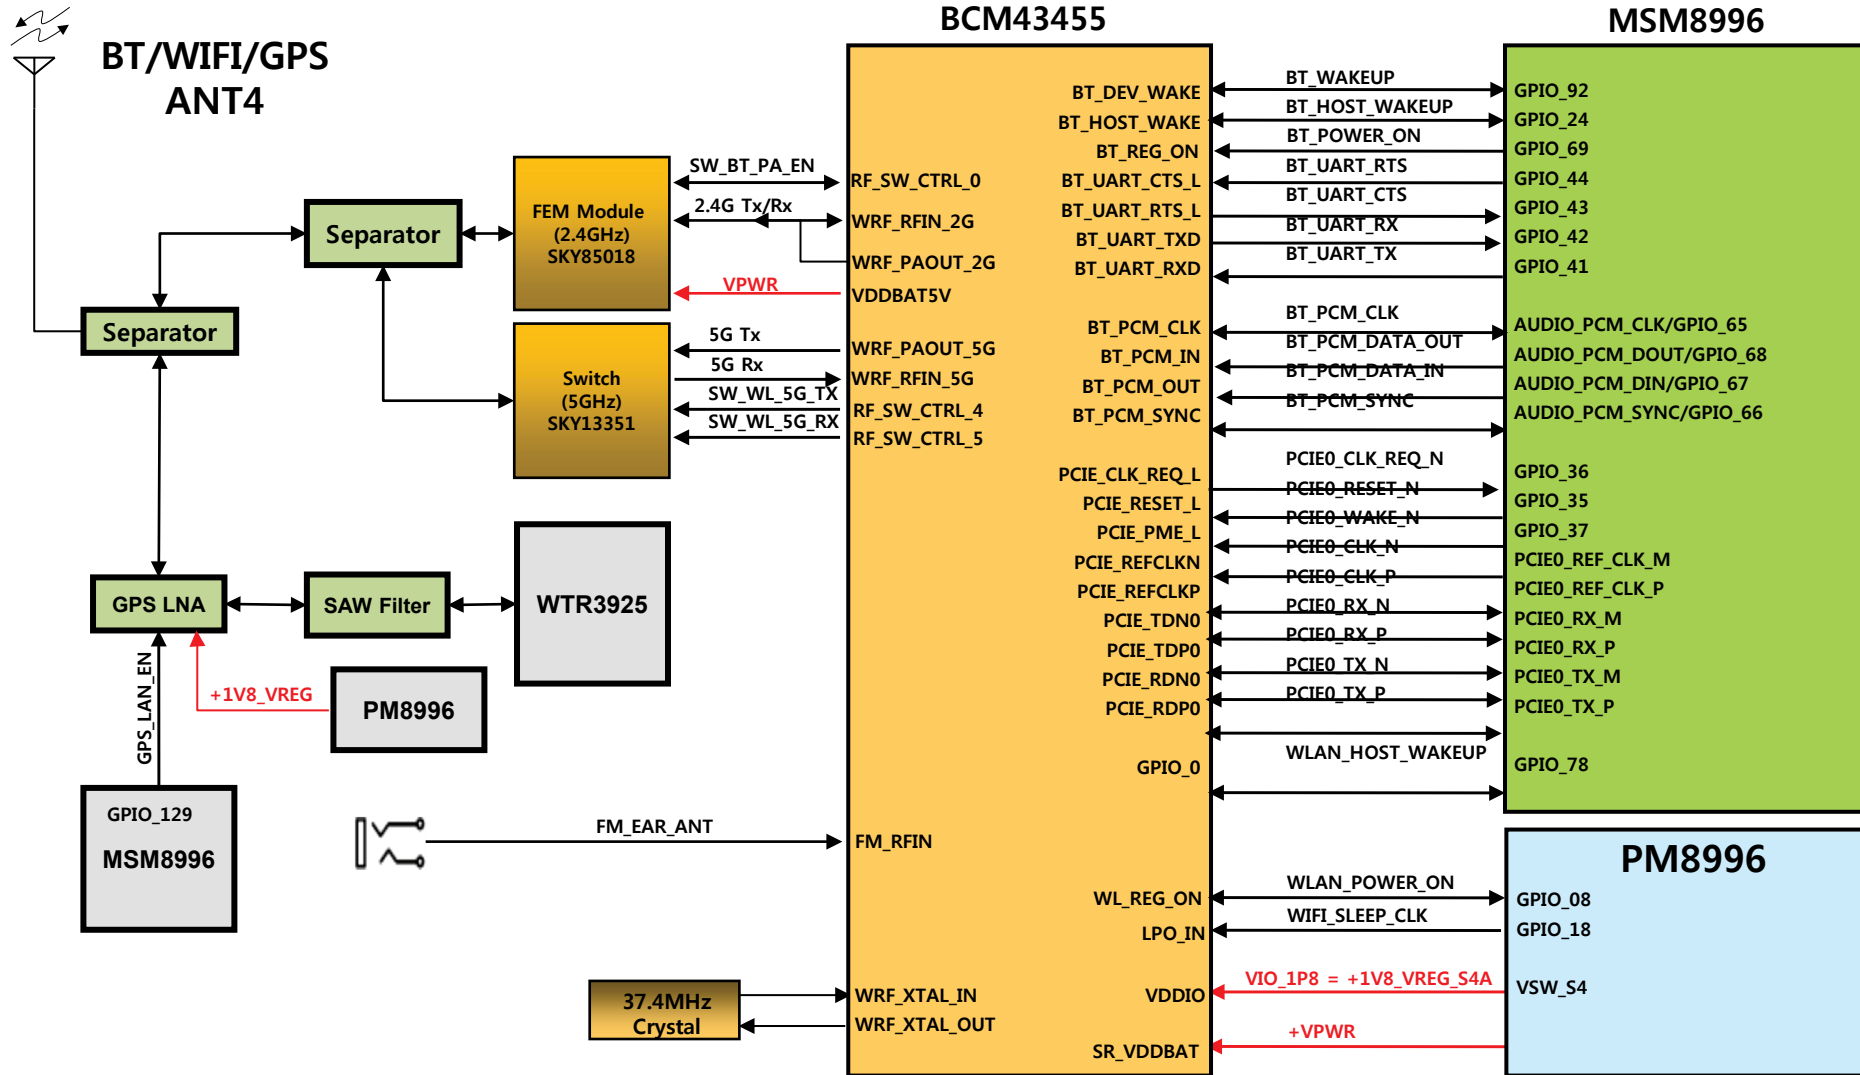 BCM43455
MSM8996
BT/WIFI/GPS
ANT4
Separator
Separator
FEM Module
(2.4GHz)
SKY85018
Switch
(5GHz)
SKY13351
SW_BT_PA_EN
2.4G Tx/Rx
VPWR
5G Tx
5G Rx
SW_WL_5G_TX
SW_WL_5G_RX
RF_SW_CTRL_0
WRF_RFIN_2G
WRF_PAOUT_2G
VDDBAT5V
WRF_PAOUT_5G
WRF_RFIN_5G
RF_SW_CTRL_4
RF_SW_CTRL_5
GPS LNA
SAW Filter
WTR3925
GPS_LAN_EN
+1V8_VREG
PM8996
GPIO_129
MSM8996
FM_EAR_ANT
FM_RFIN
37.4MHz
Crystal
WRF_XTAL_IN
WRF_XTAL_OUT
BT_DEV_WAKE
BT_HOST_WAKE
BT_REG_ON
BT_UART_CTS_L
BT_UART_RTS_L
BT_UART_TXD
BT_UART_RXD
BT_PCM_CLK
BT_PCM_IN
BT_PCM_OUT
BT_PCM_SYNC
PCIE_CLK_REQ_L
PCIE_RESET_L
PCIE_PME_L
PCIE_REFCLKN
PCIE_REFCLKP
PCIE_TDN0
PCIE_TDP0
PCIE_RDN0
PCIE_RDP0
GPIO_0
WL_REG_ON
LPO_IN
VDDIO
SR_VDDBAT
BT_WAKEUP
BT_HOST_WAKEUP
BT_POWER_ON
BT_UART_RTS
BT_UART_CTS
BT_UART_RX
BT_UART_TX
BT_PCM_CLK
BT_PCM_DATA_OUT
BT_PCM_DATA_IN
BT_PCM_SYNC
PCIE0_CLK_REQ_N
PCIE0_RESET_N
PCIE0_WAKE_N
PCIE0_CLK_N
PCIE0_CLK_P
PCIE0_RX_N
PCIE0_RX_P
PCIE0_TX_N
PCIE0_TX_P
WLAN_HOST_WAKEUP
WLAN_POWER_ON
WIFI_SLEEP_CLK
VIO_1P8 = +1V8_VREG_S4A
+VPWR
GPIO_92
GPIO_24
GPIO_69
GPIO_44
GPIO_43
GPIO_42
GPIO_41
AUDIO_PCM_CLK/GPIO_65
AUDIO_PCM_DOUT/GPIO_68
AUDIO_PCM_DIN/GPIO_67
AUDIO_PCM_SYNC/GPIO_66
GPIO_36
GPIO_35
GPIO_37
PCIE0_REF_CLK_M
PCIE0_REF_CLK_P
PCIE0_RX_M
PCIE0_RX_P
PCIE0_TX_M
PCIE0_TX_P
GPIO_78
PM8996
GPIO_08
GPIO_18
VSW_S4